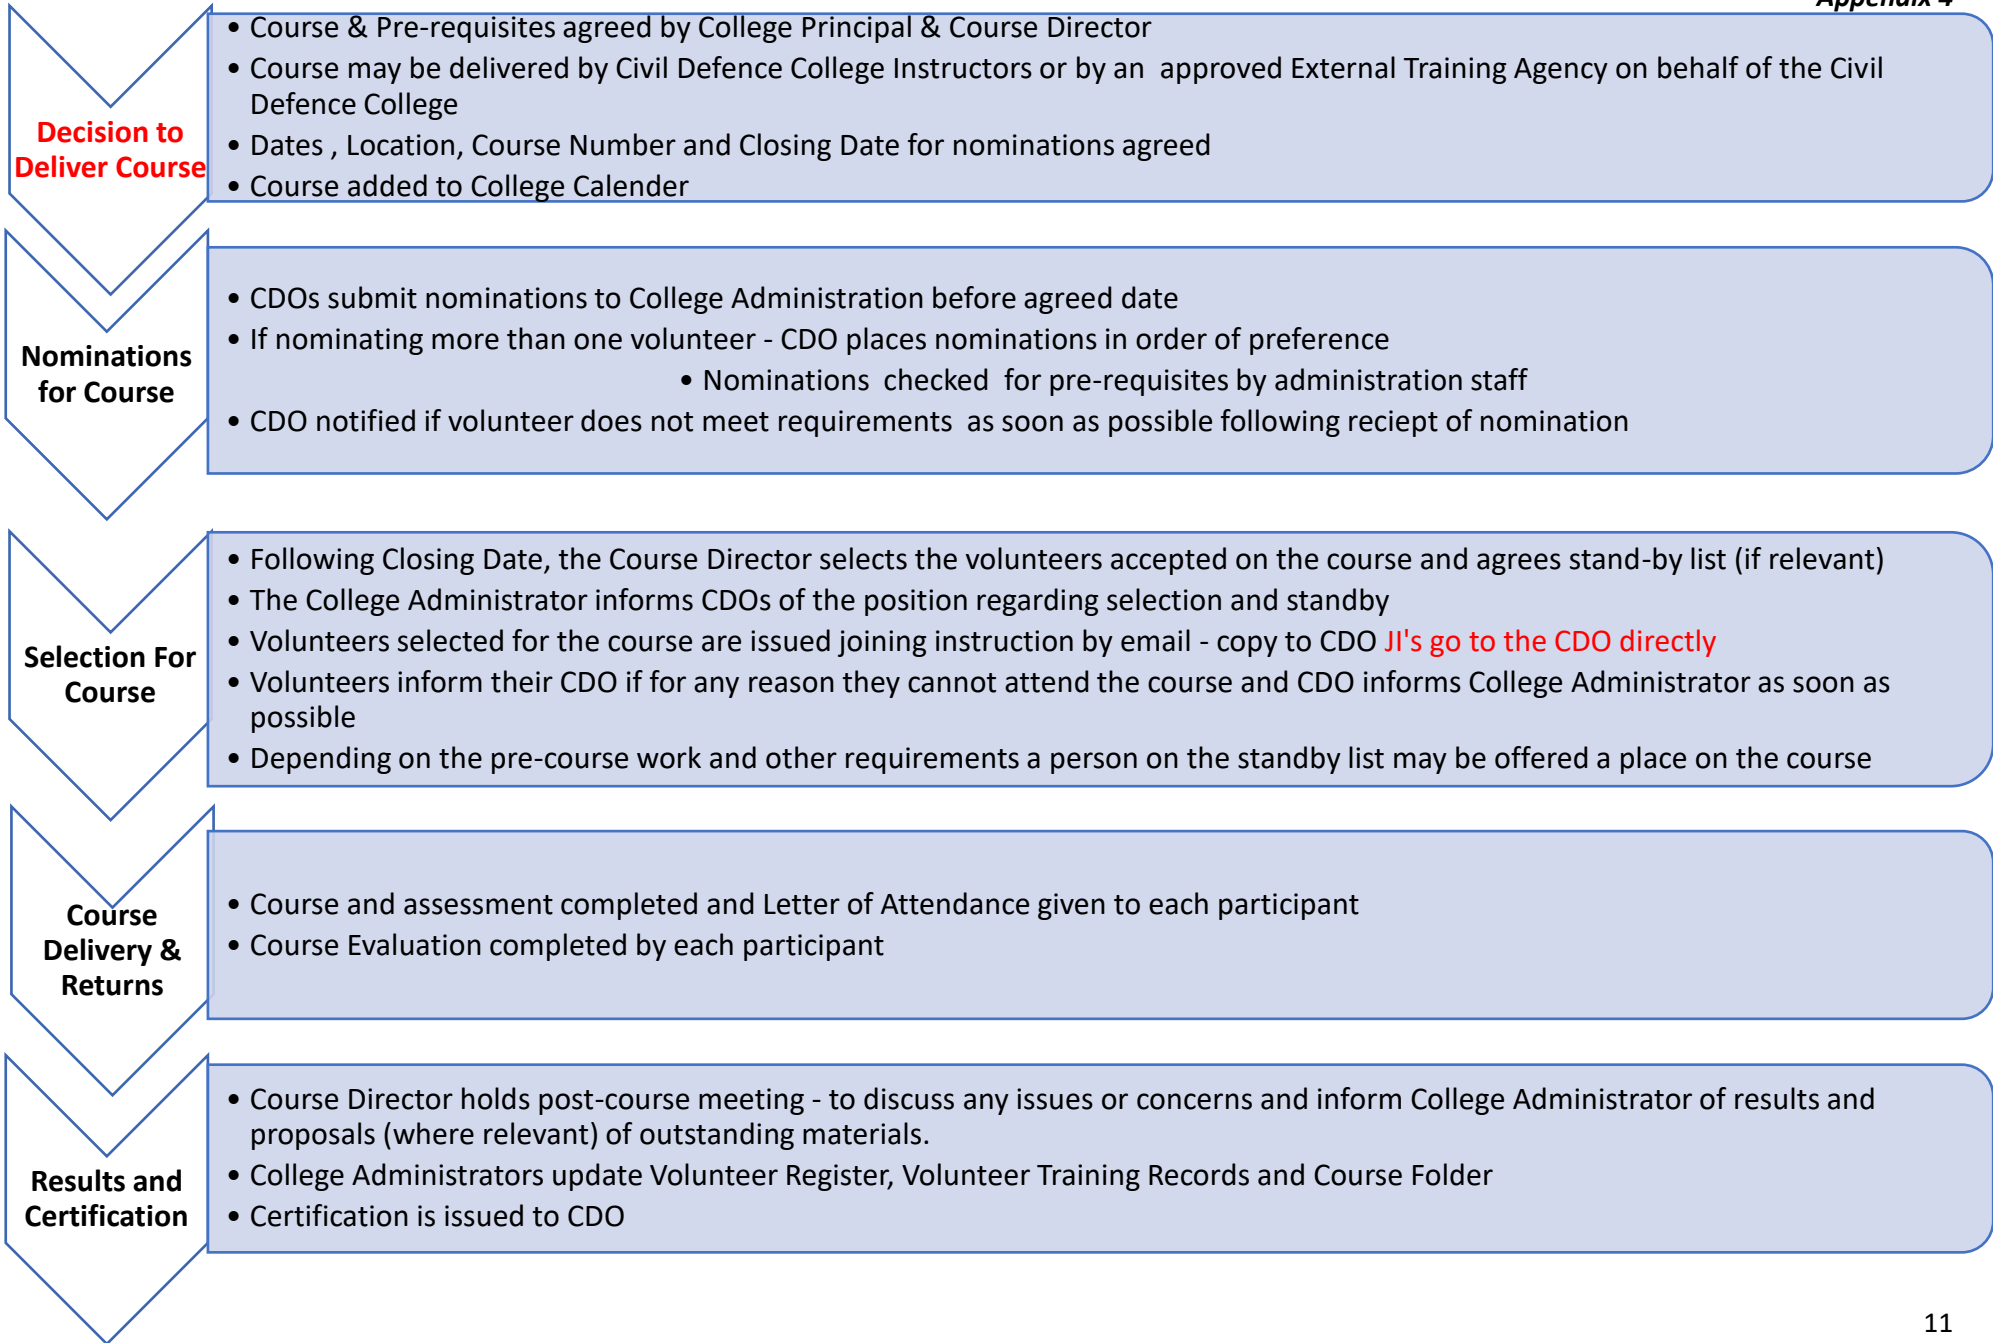 Appendix 4
Decision to
Deliver Course
• Course & Pre-requisites agreed by College Principal & Course Director
• Course may be delivered by Civil Defence College Instructors or by an  approved External Training Agency on behalf of the Civil
Defence College
• Dates , Location, Course Number and Closing Date for nominations agreed
• Course added to College Calender
Nominations
for Course
• CDOs submit nominations to College Administration before agreed date
• If nominating more than one volunteer - CDO places nominations in order of preference
• Nominations  checked  for pre-requisites by administration staff
• CDO notified if volunteer does not meet requirements  as soon as possible following reciept of nomination
Selection For
Course
• Following Closing Date, the Course Director selects the volunteers accepted on the course and agrees stand-by list (if relevant)
• The College Administrator informs CDOs of the position regarding selection and standby
• Volunteers selected for the course are issued joining instruction by email - copy to CDO JI's go to the CDO directly
• Volunteers inform their CDO if for any reason they cannot attend the course and CDO informs College Administrator as soon as
possible
• Depending on the pre-course work and other requirements a person on the standby list may be offered a place on the course
Course
Delivery &
Returns
• Course and assessment completed and Letter of Attendance given to each participant
• Course Evaluation completed by each participant
Results and
Certification
• Course Director holds post-course meeting - to discuss any issues or concerns and inform College Administrator of results and
proposals (where relevant) of outstanding materials.
• College Administrators update Volunteer Register, Volunteer Training Records and Course Folder
• Certification is issued to CDO
11